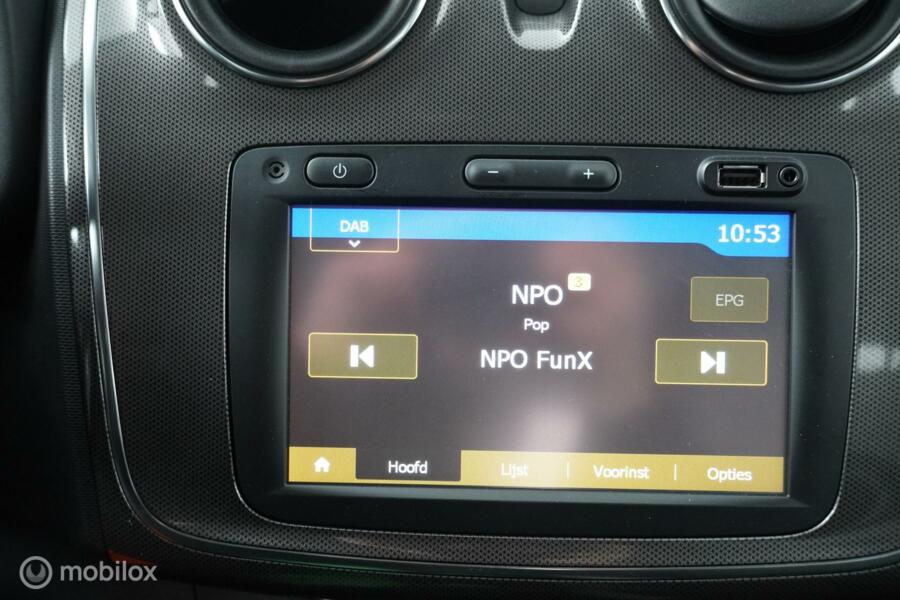 DAB
10:53
NPO 3
EPG
Pop
NPO FunX
Hoofd Lijst Voorinst Opties
mobilox